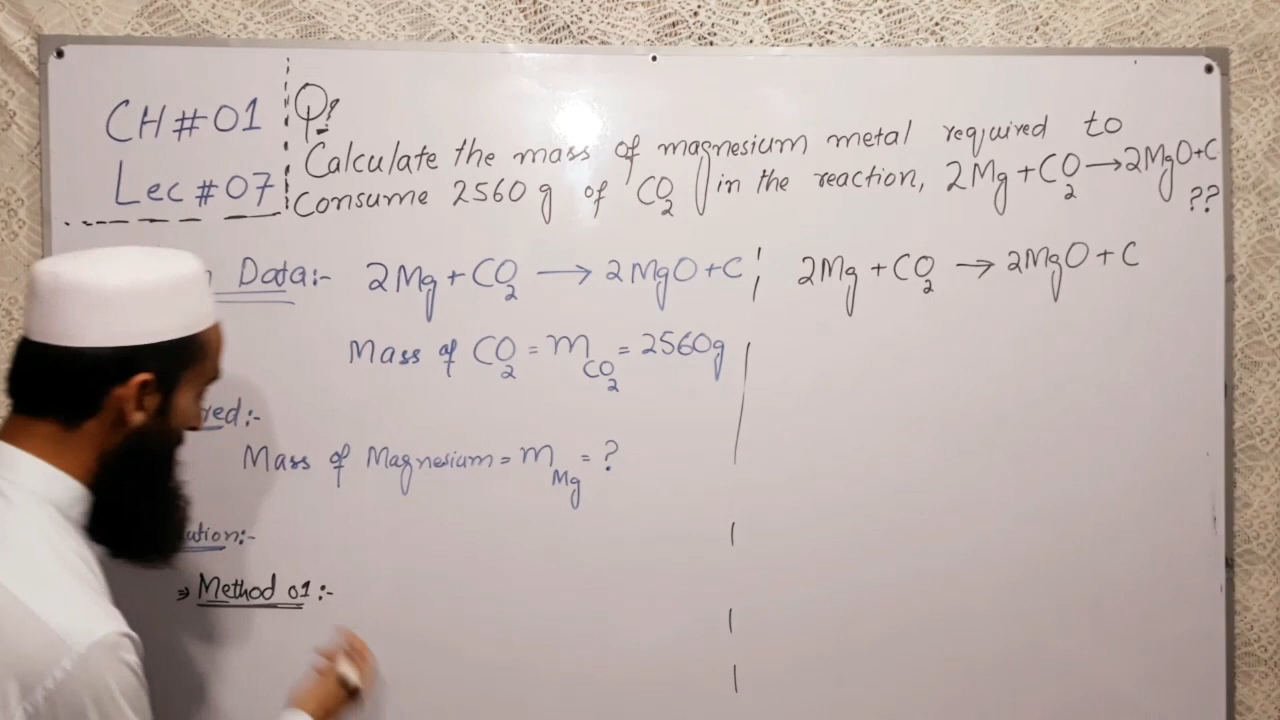 CH#01
Lec#07
Q?
Calculate the mass of magnesium metal required to
Consume 2560 g of CO₂ in the reaction, 2Mg+CO₂→2MgO+C
??
Data:- 2Mg+CO₂ → 2MgO+C ; 2Mg+CO₂ → 2MgO+C
Mass of CO₂ = m_CO₂ = 2560g
Mass of Magnesium = m_Mg = ?
⇒ Method 01:-